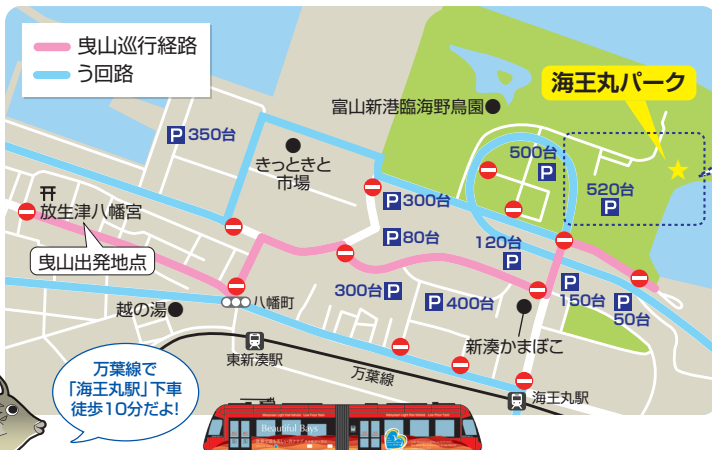 曳山巡行経路
う回路
海王丸パーク
富山新港臨海野鳥園
P 350台
きっときと
市場
500台
P
520台
P
放生津八幡宮
P 300台
P 80台
120台
P
曳山出発地点
300台 P
P 400台
P
150台
P
50台
越の湯
八幡町
新湊かまぼこ
東新湊駅
万葉線
海王丸駅
万葉線で
「海王丸駅」下車
徒歩10分だよ!
Beautiful Bays